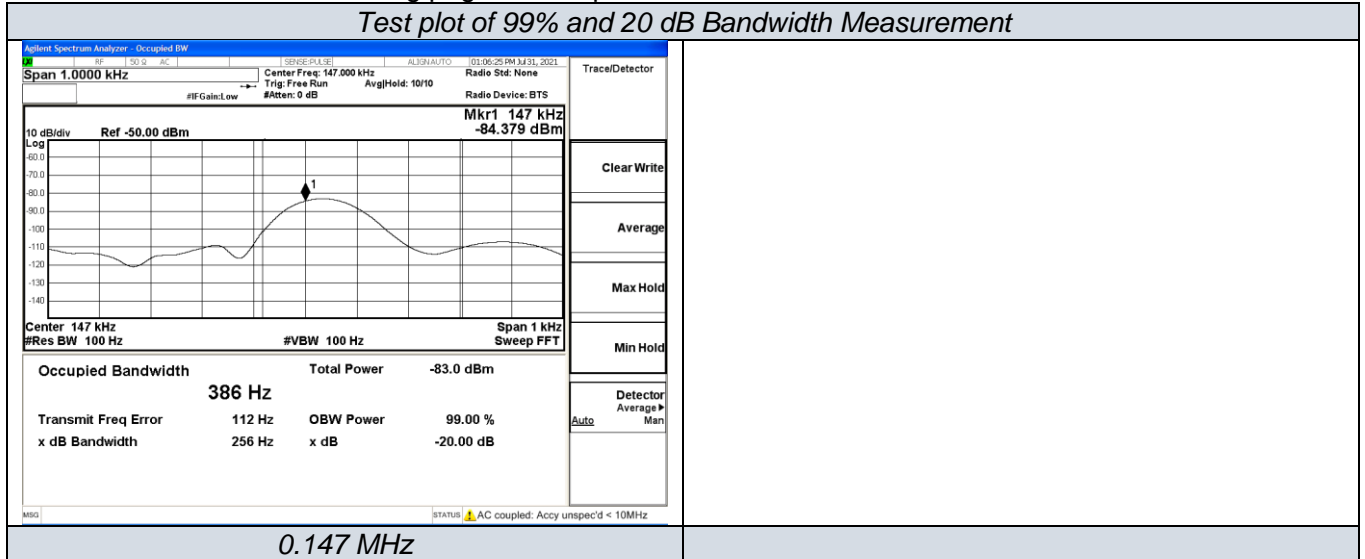 Test plot of 99% and 20 dB Bandwidth Measurement
Agilent Spectrum Analyzer - Occupied BW
RF 50 Ω AC SENSE:PULSE ALIGN AUTO 01:06:25 PM Jul 31, 2021
Span 1.0000 kHz
Center Freq: 147.000 kHz
Radio Std: None
Trig: Free Run Avg|Hold: 10/10
#IFGain:Low #Atten: 0 dB Radio Device: BTS
Trace/Detector
Mkr1 147 kHz
10 dB/div Ref -50.00 dBm -84.379 dBm
Log
-60.0
-70.0
-80.0
-90.0
-100
-110
-120
-130
-140
1
Center 147 kHz Span 1 kHz
#Res BW 100 Hz #VBW 100 Hz Sweep FFT
Clear Write
Average
Max Hold
Min Hold
Detector
Average
Auto Man
Occupied Bandwidth Total Power -83.0 dBm
386 Hz
Transmit Freq Error 112 Hz OBW Power 99.00 %
x dB Bandwidth 256 Hz x dB -20.00 dB
MSG STATUS AC coupled: Accy unspec'd < 10MHz
0.147 MHz